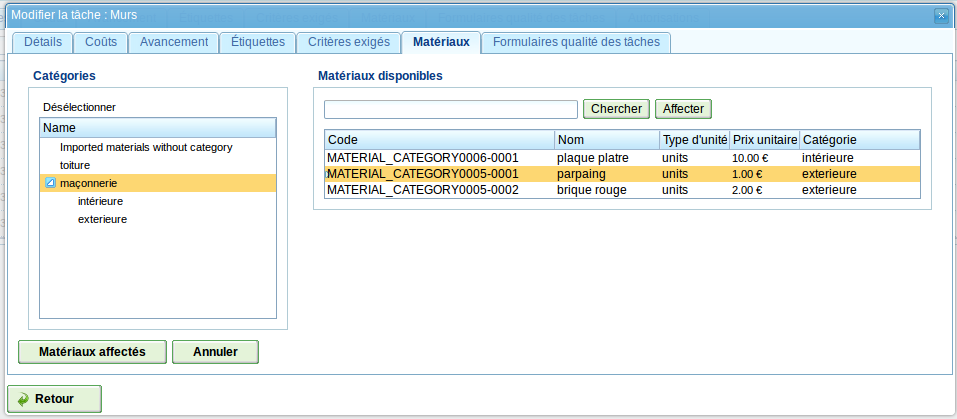 Modifier la tâche : Murs
Détails Coûts Avancement Étiquettes Critères exigés Matériaux Formulaires qualité des tâches
Catégories
Désélectionner
Name
Imported materials without category
toiture
maçonnerie
intérieure
exterieure
Matériaux disponibles
Chercher Affecter
Code Nom Type d'unité Prix unitaire Catégorie
MATERIAL_CATEGORY0006-0001 plaque platre units 10.00 € intérieure
MATERIAL_CATEGORY0005-0001 parpaing units 1.00 € exterieure
MATERIAL_CATEGORY0005-0002 brique rouge units 2.00 € exterieure
Matériaux affectés Annuler
Retour